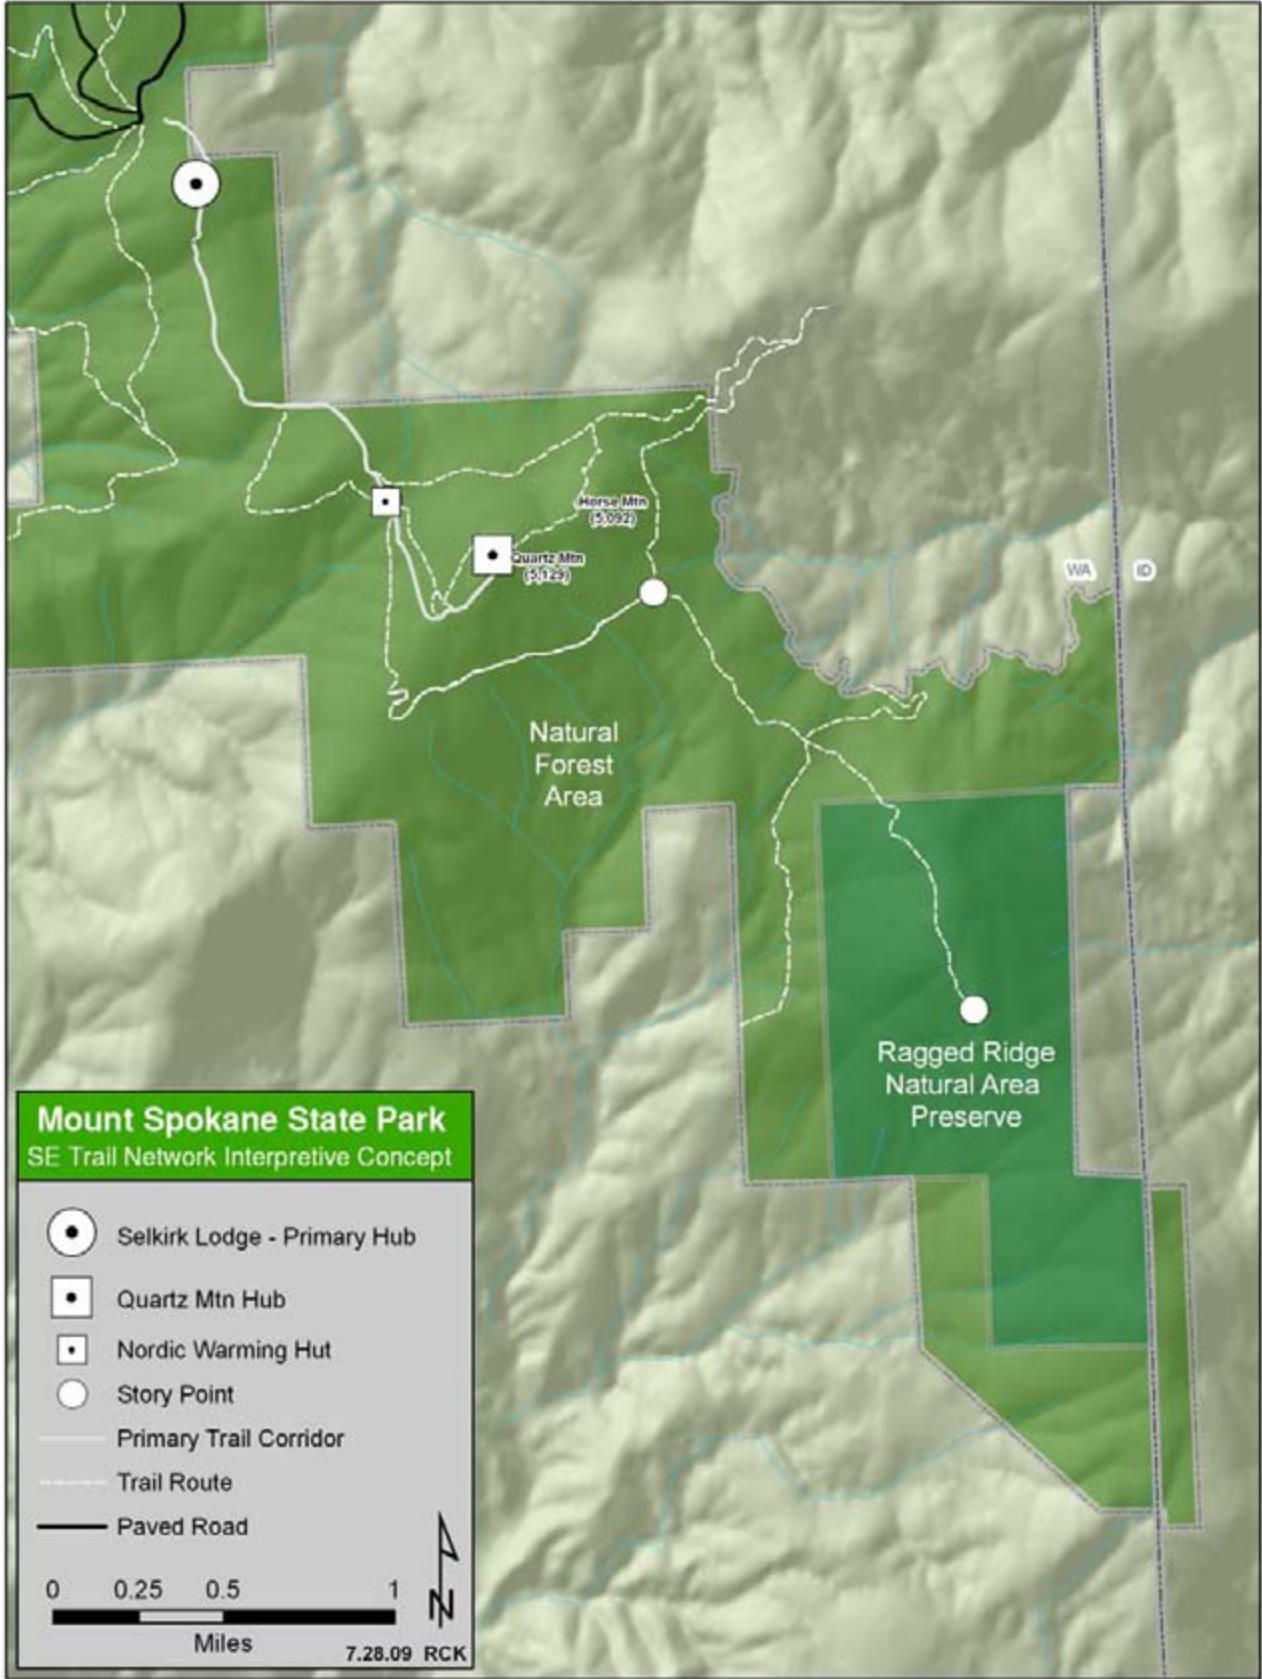 Horse Mtn
(5,092)
Quartz Mtn
(5,129)
WA
ID
Natural
Forest
Area
Ragged Ridge
Natural Area
Preserve
Mount Spokane State Park
SE Trail Network Interpretive Concept
Selkirk Lodge - Primary Hub
Quartz Mtn Hub
Nordic Warming Hut
Story Point
Primary Trail Corridor
Trail Route
Paved Road
0 0.25 0.5 1
Miles
N
7.28.09 RCK